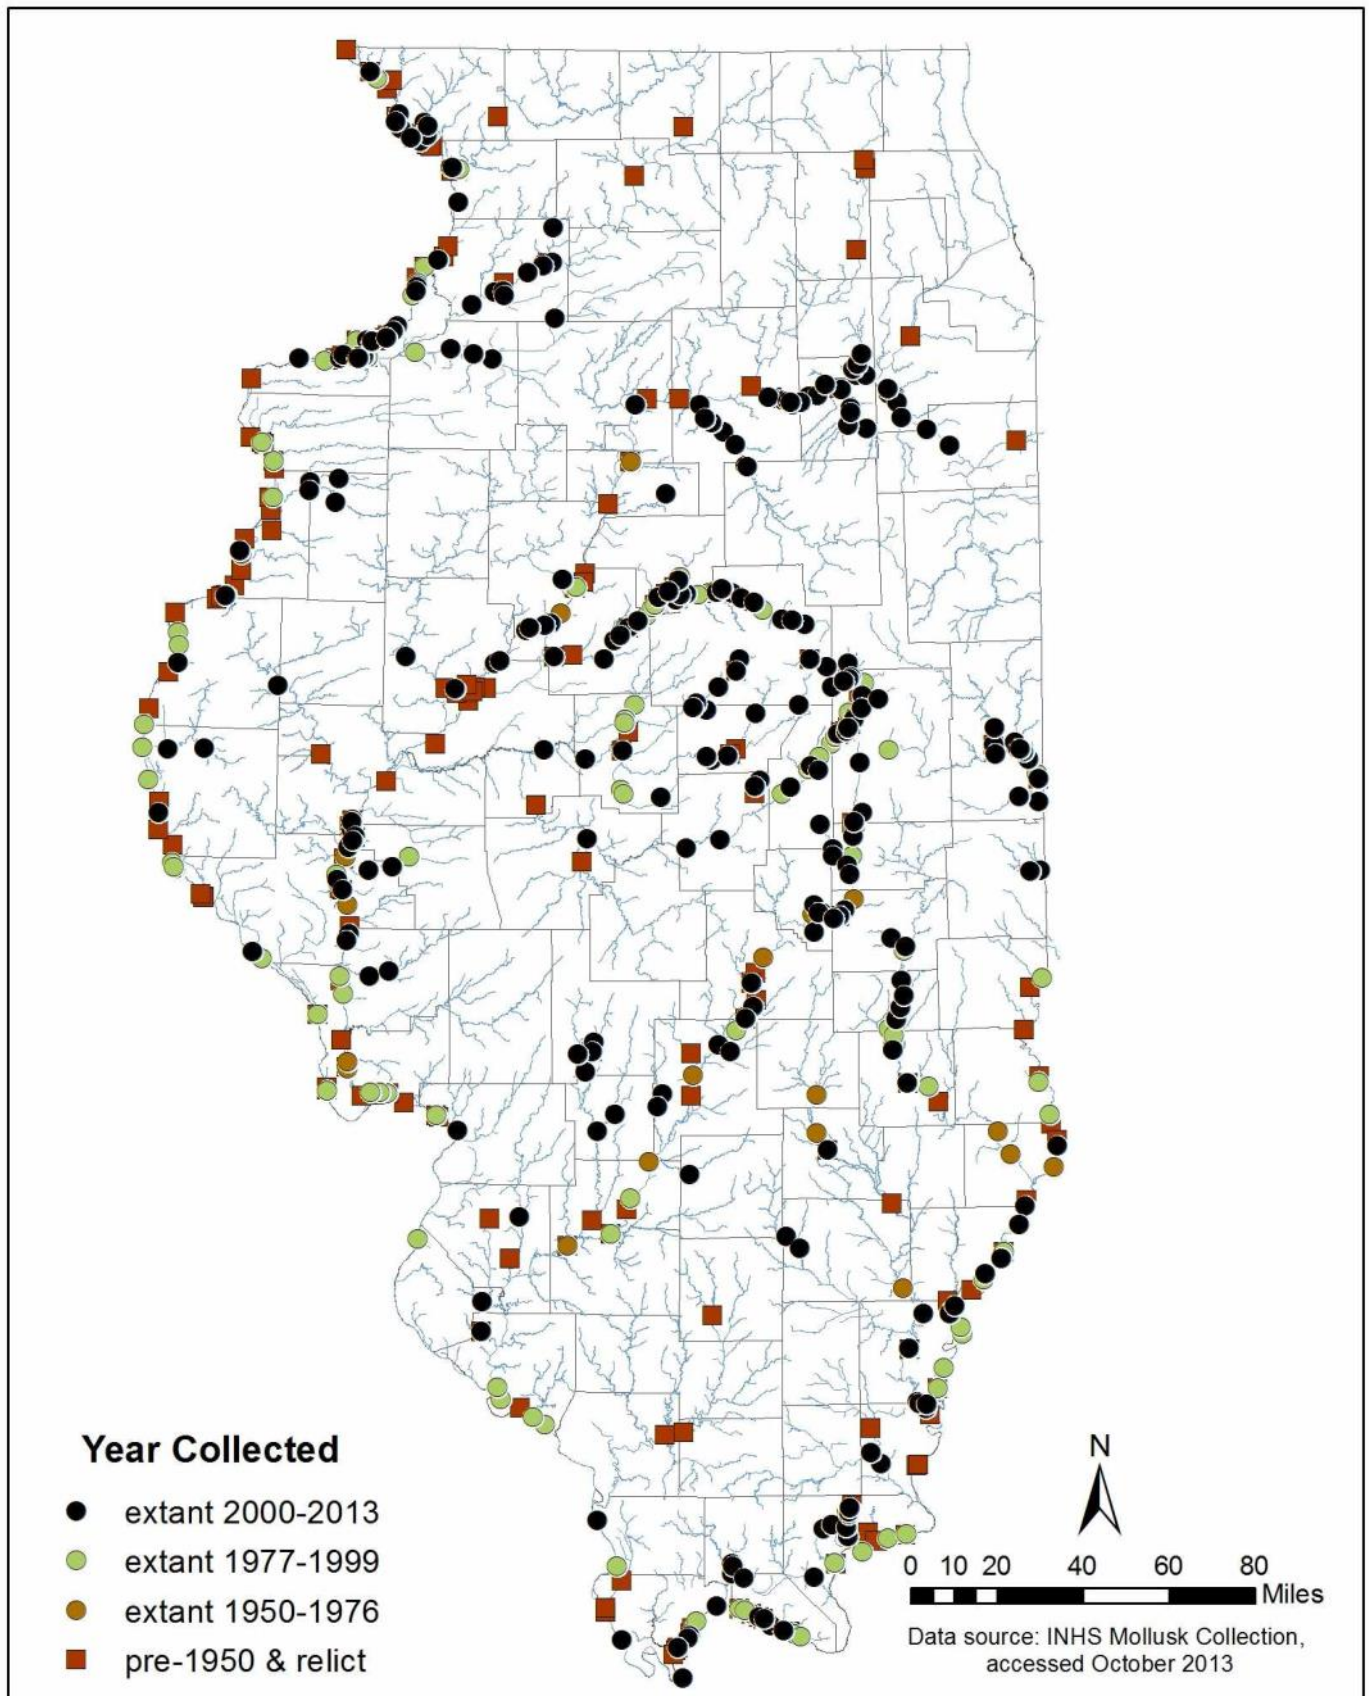 Year Collected
extant 2000-2013
extant 1977-1999
extant 1950-1976
pre-1950 & relict
N
0 10 20 40 60 80
Miles
Data source: INHS Mollusk Collection,
accessed October 2013